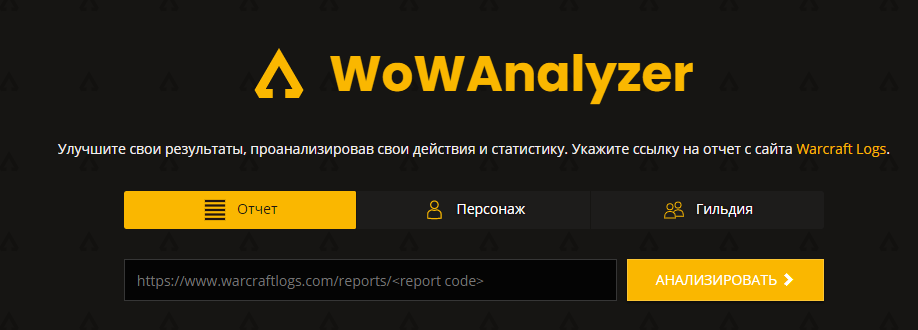 WoWAnalyzer
Улучшите свои результаты, проанализировав свои действия и статистику. Укажите ссылку на отчет с сайта Warcraft Logs.
Отчет
Персонаж
Гильдия
https://www.warcraftlogs.com/reports/<report code>
АНАЛИЗИРОВАТЬ